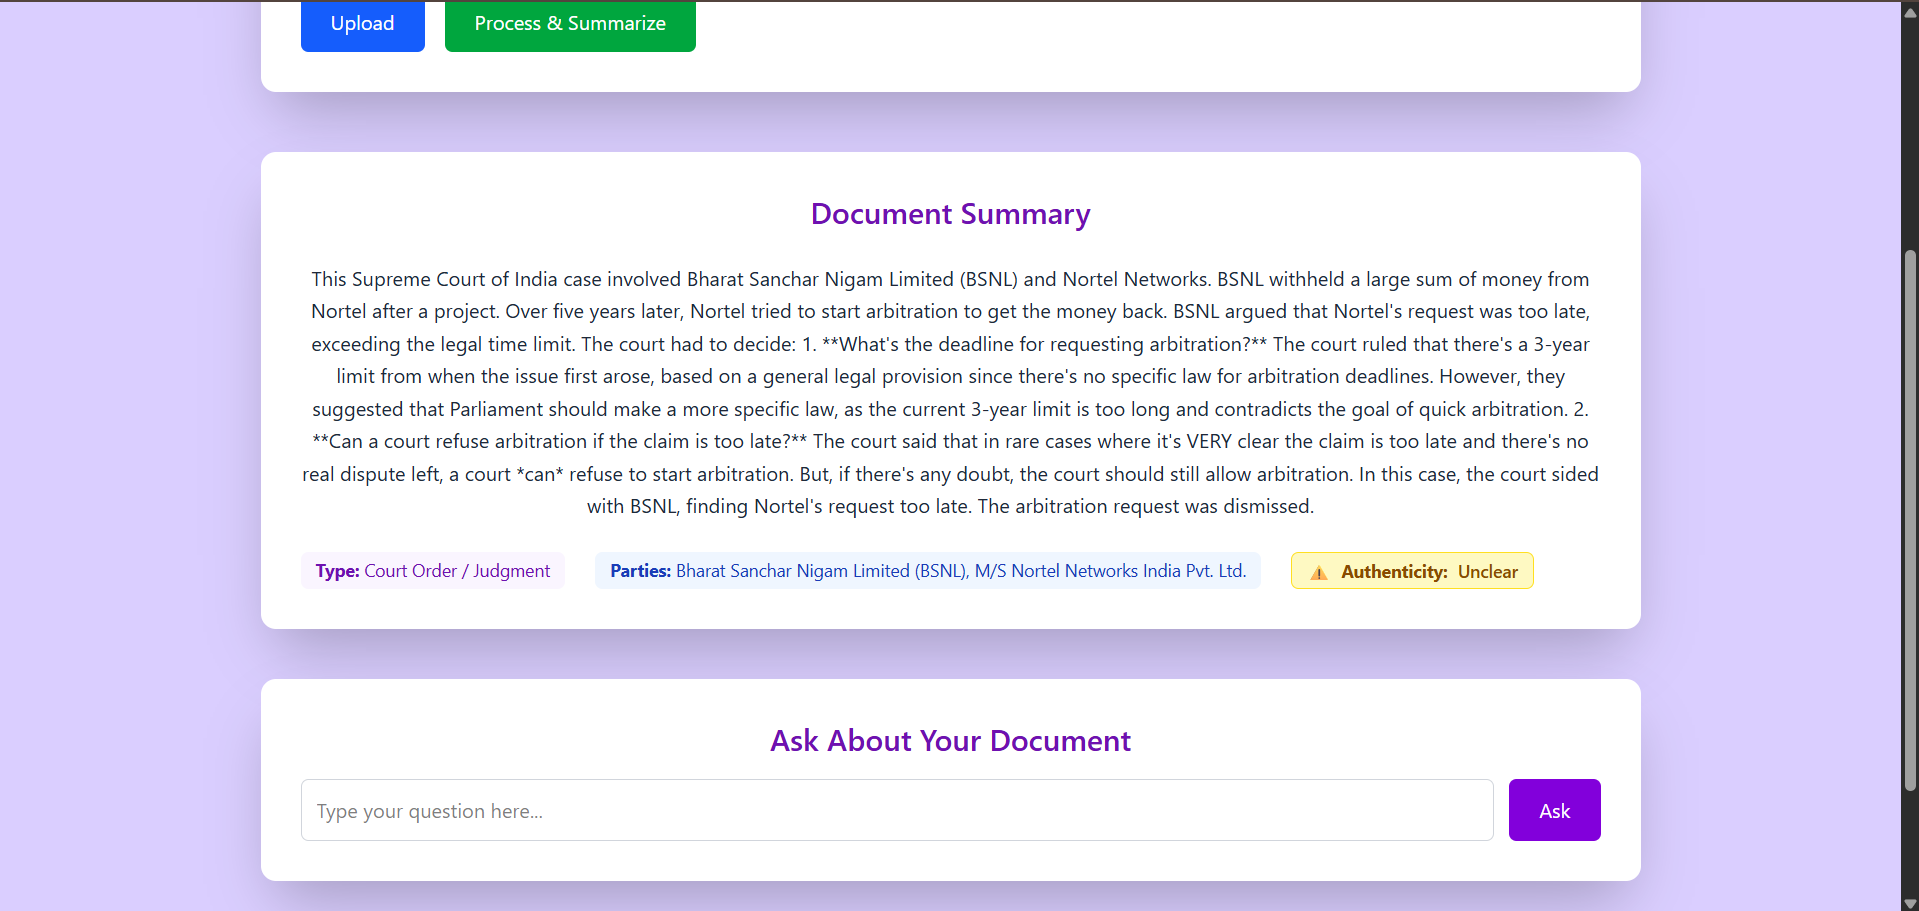 Upload
Process & Summarize
Document Summary
This Supreme Court of India case involved Bharat Sanchar Nigam Limited (BSNL) and Nortel Networks. BSNL withheld a large sum of money from
Nortel after a project. Over five years later, Nortel tried to start arbitration to get the money back. BSNL argued that Nortel's request was too late,
exceeding the legal time limit. The court had to decide: 1. **What's the deadline for requesting arbitration?** The court ruled that there's a 3-year
limit from when the issue first arose, based on a general legal provision since there's no specific law for arbitration deadlines. However, they
suggested that Parliament should make a more specific law, as the current 3-year limit is too long and contradicts the goal of quick arbitration. 2.
**Can a court refuse arbitration if the claim is too late?** The court said that in rare cases where it's VERY clear the claim is too late and there's no
real dispute left, a court *can* refuse to start arbitration. But, if there's any doubt, the court should still allow arbitration. In this case, the court sided
with BSNL, finding Nortel's request too late. The arbitration request was dismissed.
Type: Court Order / Judgment
Parties: Bharat Sanchar Nigam Limited (BSNL), M/S Nortel Networks India Pvt. Ltd.
Authenticity: Unclear
Ask About Your Document
Type your question here...
Ask